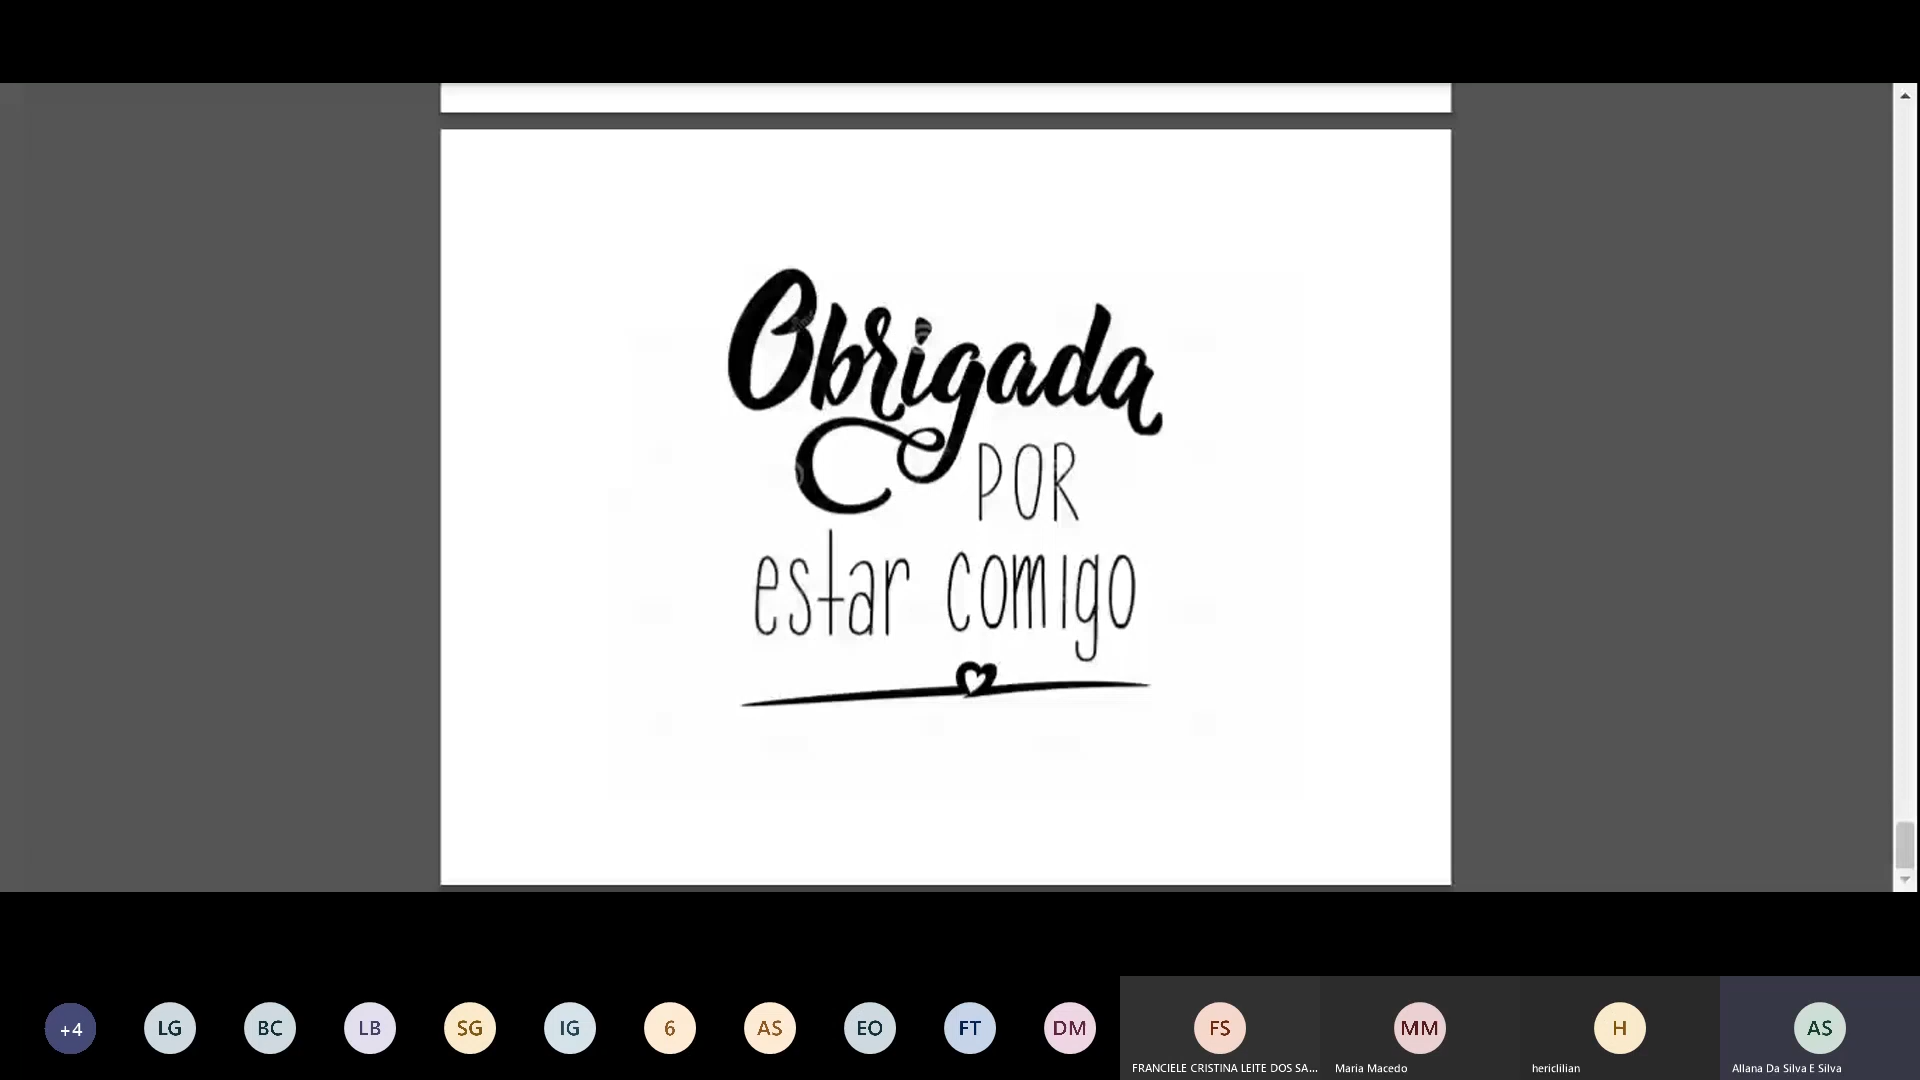 Obrigada
POR
estar comigo
+4
LG
BC
LB
SG
IG
6
AS
EO
FT
DM
FS
MM
H
AS
FRANCIELE CRISTINA LEITE DOS SA...
Maria Macedo
hericlilian
Allana Da Silva E Silva